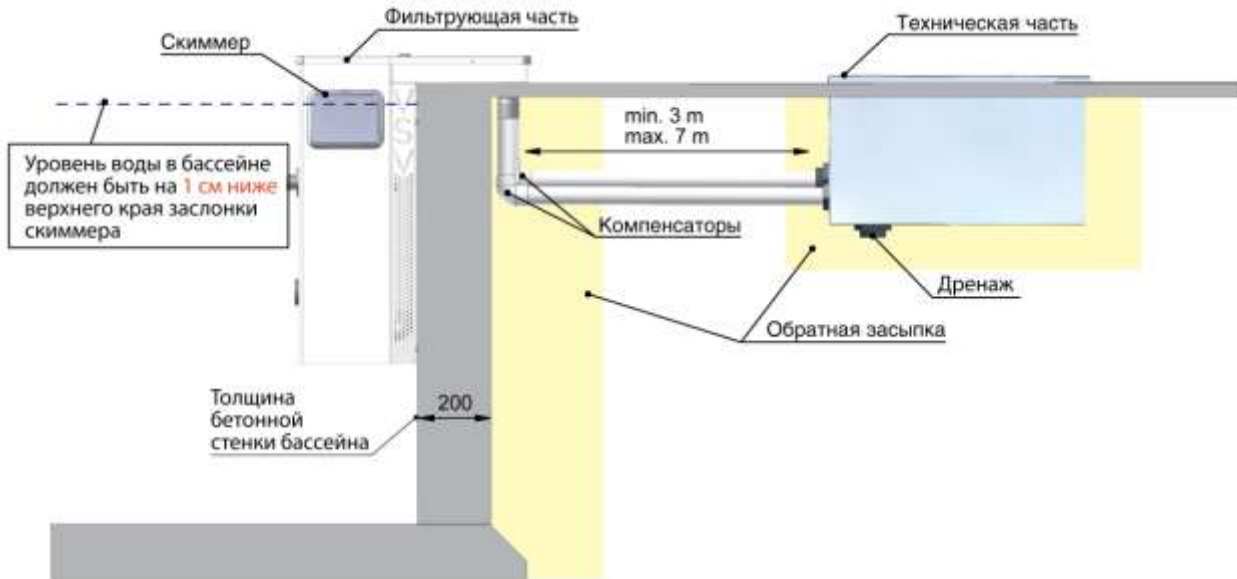 Фильтрующая часть
Скиммер
Техническая часть
min. 3 m
max. 7 m
Уровень воды в бассейне
должен быть на 1 см ниже
верхнего края заслонки
скиммера
Компенсаторы
Дренаж
Обратная засыпка
Толщина
бетонной
стенки бассейна
200